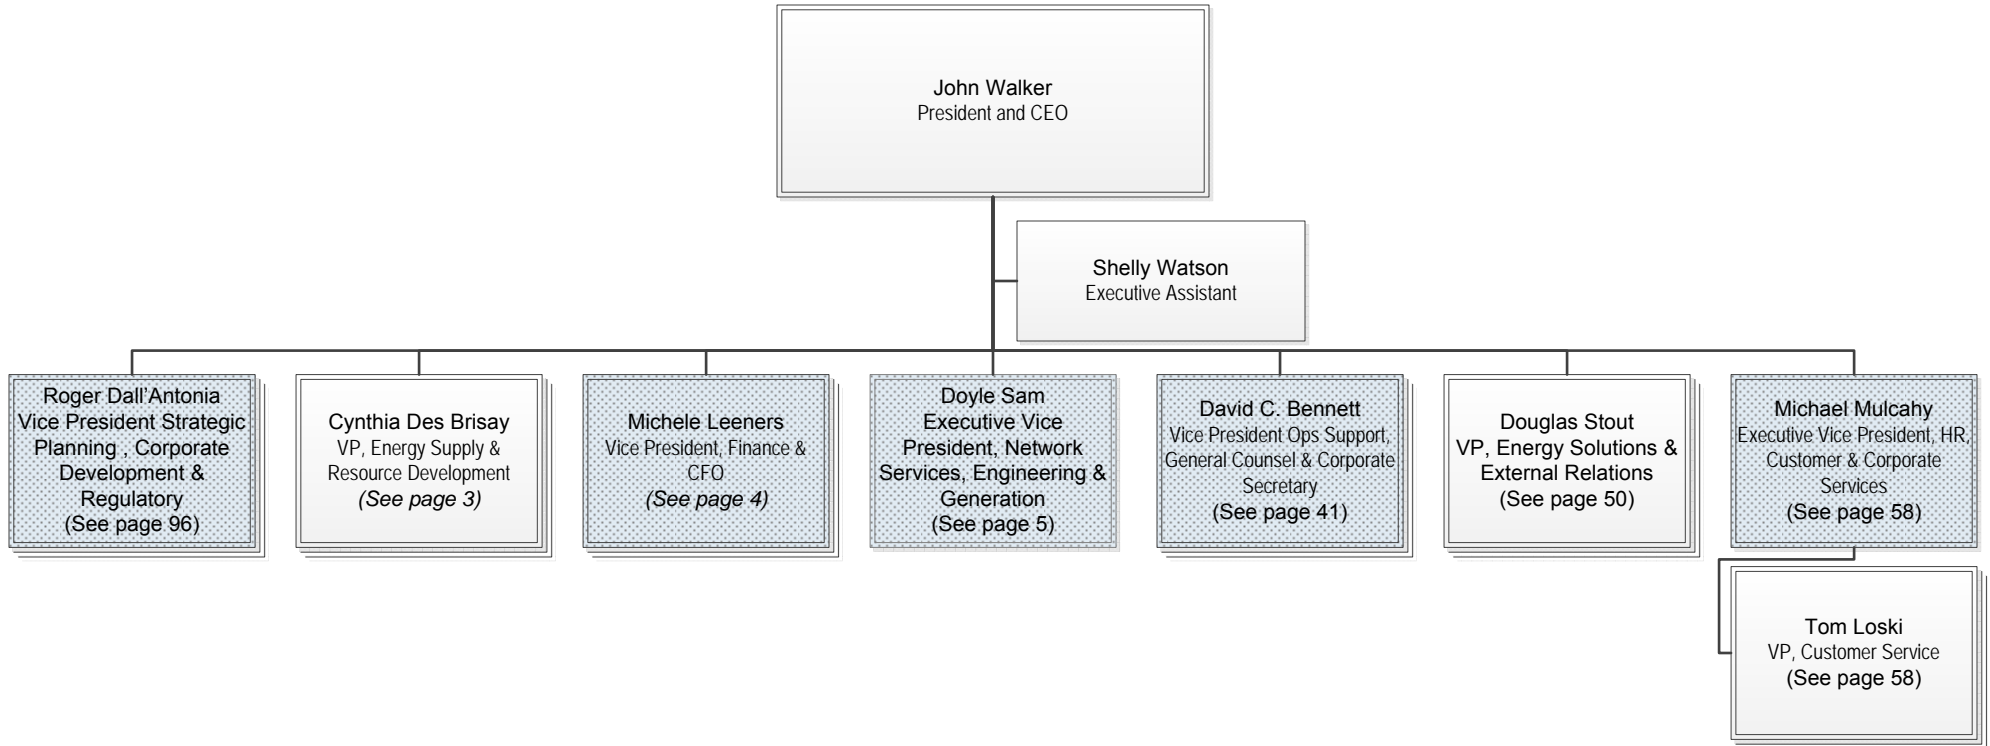 John Walker
President and CEO
Shelly Watson
Executive Assistant
Roger Dall’Antonia
Vice President Strategic
Planning , Corporate
Development &
Regulatory
(See page 96)
Cynthia Des Brisay
VP, Energy Supply &
Resource Development
(See page 3)
Michele Leeners
Vice President, Finance &
CFO
(See page 4)
Doyle Sam
Executive Vice
President, Network
Services, Engineering &
Generation
(See page 5)
David C. Bennett
Vice President Ops Support,
General Counsel & Corporate
Secretary
(See page 41)
Douglas Stout
VP, Energy Solutions &
External Relations
(See page 50)
Michael Mulcahy
Executive Vice President, HR,
Customer & Corporate
Services
(See page 58)
Tom Loski
VP, Customer Service
(See page 58)